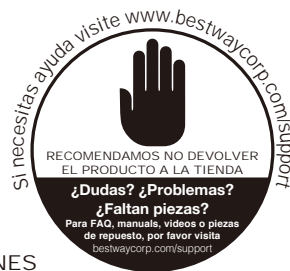 Si necesitas ayuda visite www.bestwaycorp.com/support
RECOMENDAMOS NO DEVOLVER
EL PRODUCTO A LA TIENDA
¿Dudas? ¿Problemas?
¿Faltan piezas?
Para FAQ, manuals, videos o piezas
de repuesto, por favor visita
bestwaycorp.com/support
NES